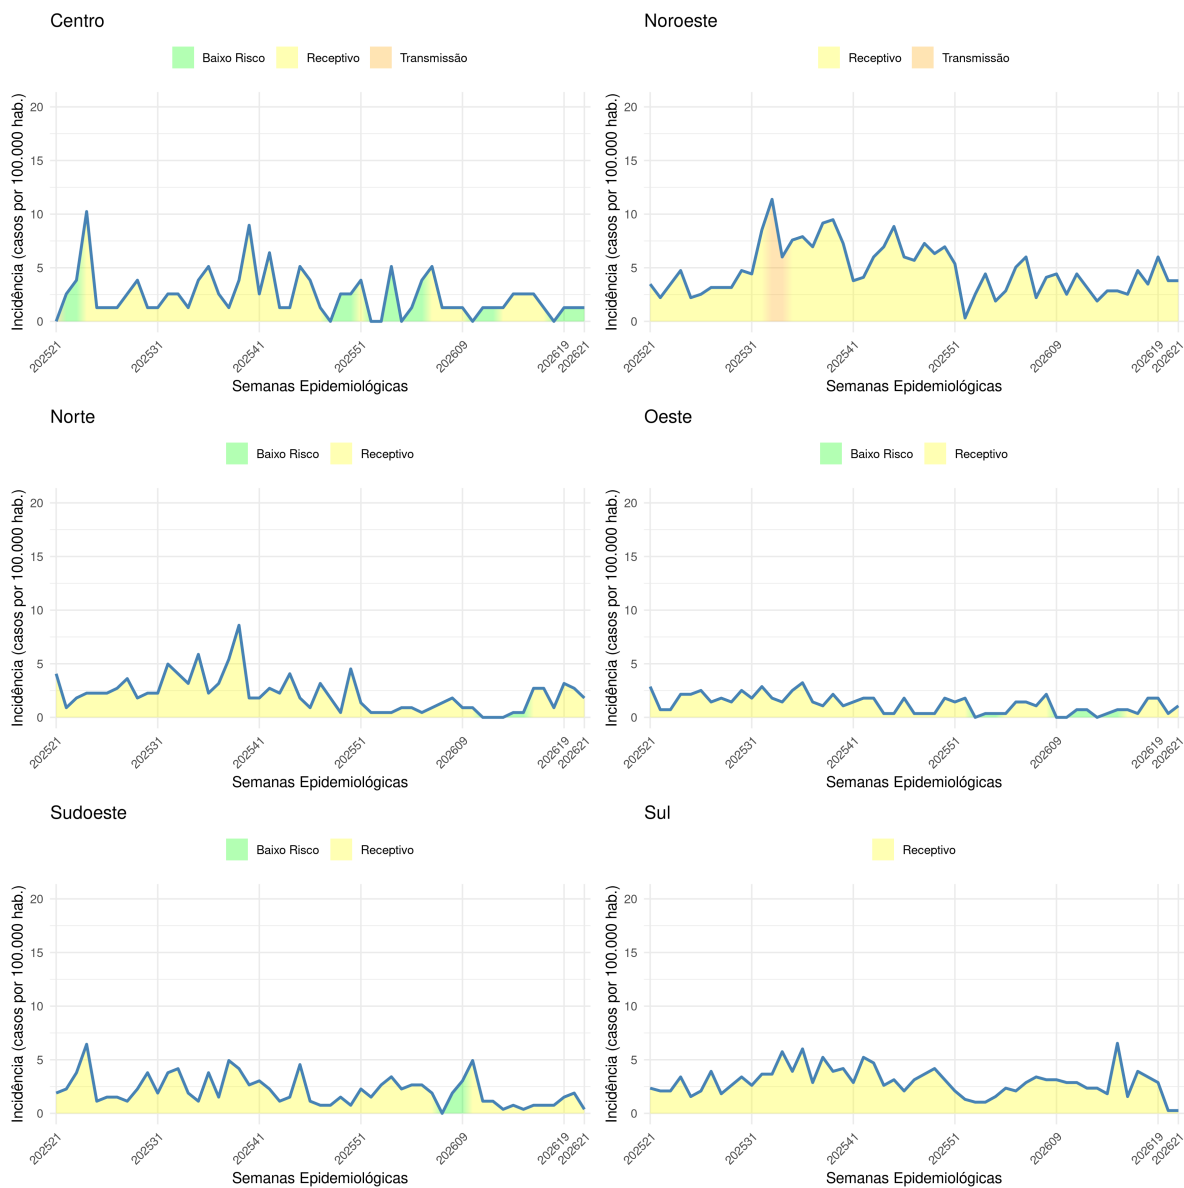 Centro
Baixo Risco Receptivo Transmissão
Incidência (casos por 100.000 hab.)
20
15
10
5
0
202521 202531 202541 202551 202609 202619 202621
Semanas Epidemiológicas
Noroeste
Receptivo Transmissão
Incidência (casos por 100.000 hab.)
20
15
10
5
0
202521 202531 202541 202551 202609 202619 202621
Semanas Epidemiológicas
Norte
Baixo Risco Receptivo
Incidência (casos por 100.000 hab.)
20
15
10
5
0
202521 202531 202541 202551 202609 202619 202621
Semanas Epidemiológicas
Oeste
Baixo Risco Receptivo
Incidência (casos por 100.000 hab.)
20
15
10
5
0
202521 202531 202541 202551 202609 202619 202621
Semanas Epidemiológicas
Sudoeste
Baixo Risco Receptivo
Incidência (casos por 100.000 hab.)
20
15
10
5
0
202521 202531 202541 202551 202609 202619 202621
Semanas Epidemiológicas
Sul
Receptivo
Incidência (casos por 100.000 hab.)
20
15
10
5
0
202521 202531 202541 202551 202609 202619 202621
Semanas Epidemiológicas